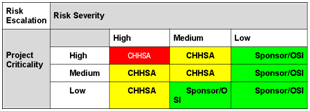 Risk Escalation
Risk Severity
High Medium Low
Project Criticality
High CHHSA CHHSA Sponsor/OSI
Medium CHHSA CHHSA Sponsor/OSI
Low CHHSA Sponsor/O
SI Sponsor/OSI